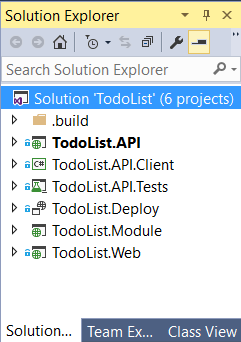 Solution Explorer
Search Solution Explorer
Solution 'TodoList' (6 projects)
.build
TodoList.API
C# TodoList.API.Client
TodoList.API.Tests
TodoList.Deploy
TodoList.Module
TodoList.Web
Solution... Team Ex... Class View